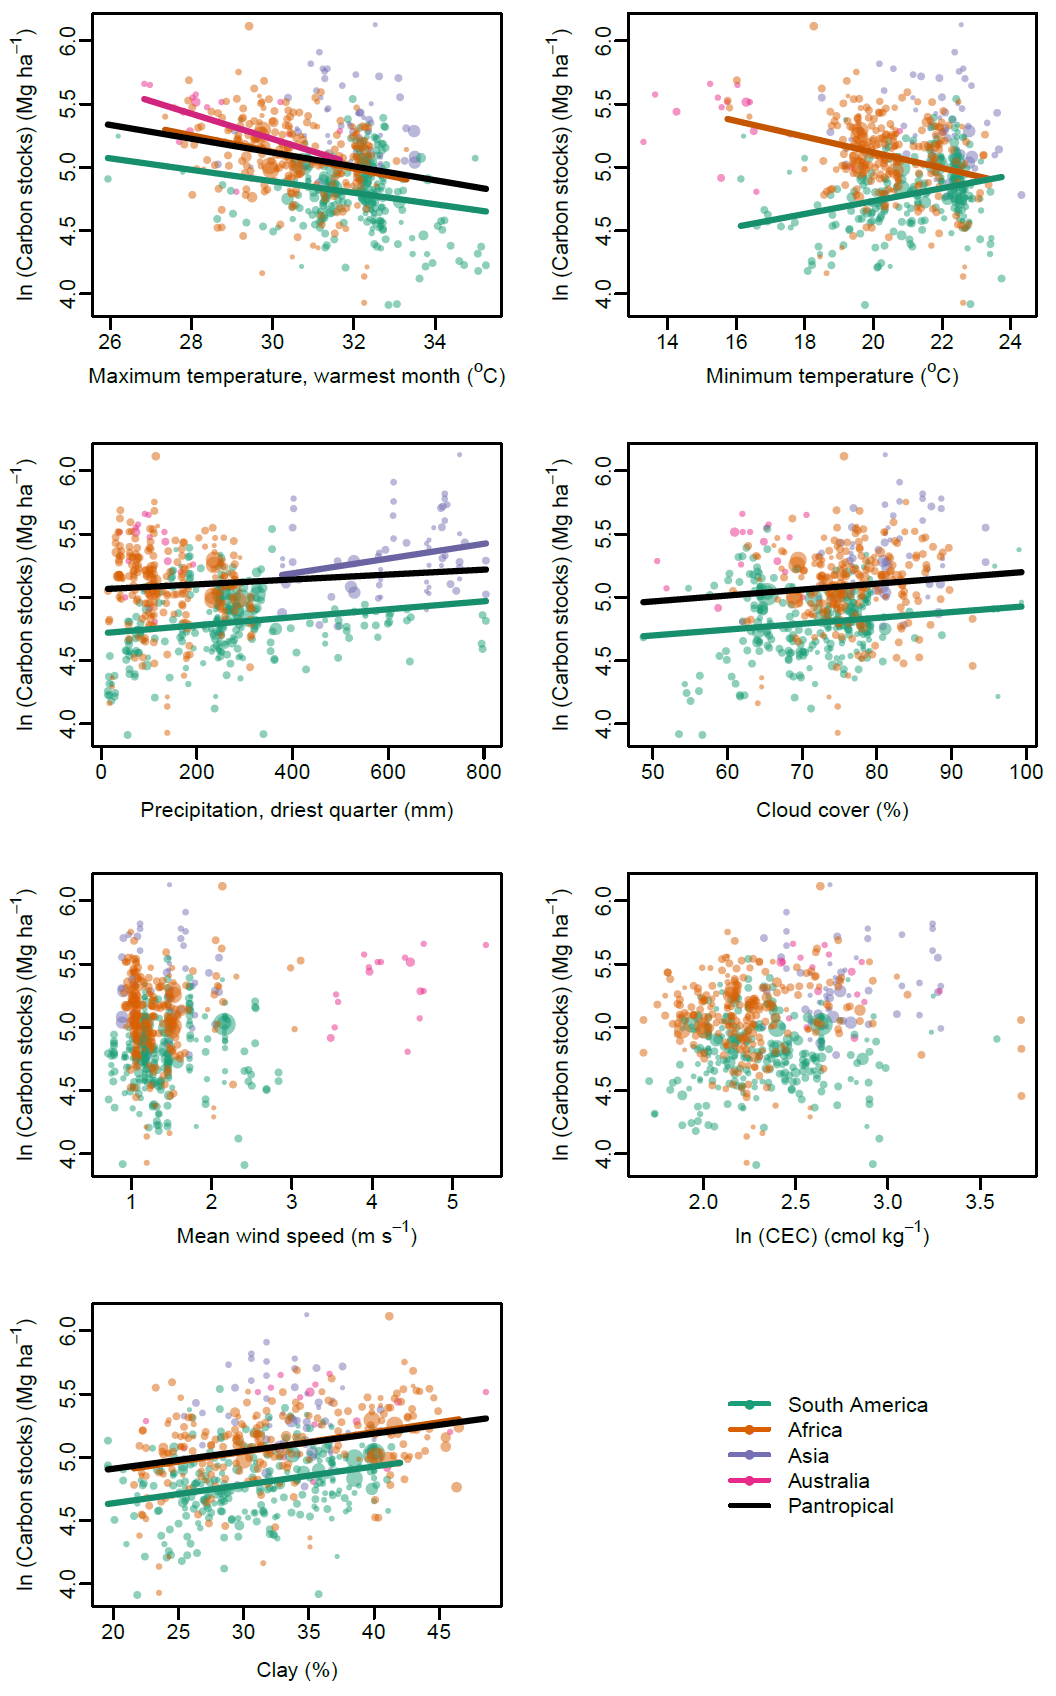 ln (Carbon stocks) (Mg ha−1)
4.0 4.5 5.0 5.5 6.0
26 28 30 32 34
Maximum temperature, warmest month (oC)
ln (Carbon stocks) (Mg ha−1)
4.0 4.5 5.0 5.5 6.0
14 16 18 20 22 24
Minimum temperature (oC)
ln (Carbon stocks) (Mg ha−1)
4.0 4.5 5.0 5.5 6.0
0 200 400 600 800
Precipitation, driest quarter (mm)
ln (Carbon stocks) (Mg ha−1)
4.0 4.5 5.0 5.5 6.0
50 60 70 80 90 100
Cloud cover (%)
ln (Carbon stocks) (Mg ha−1)
4.0 4.5 5.0 5.5 6.0
1 2 3 4 5
Mean wind speed (m s−1)
ln (Carbon stocks) (Mg ha−1)
4.0 4.5 5.0 5.5 6.0
2.0 2.5 3.0 3.5
ln (CEC) (cmol kg−1)
ln (Carbon stocks) (Mg ha−1)
4.0 4.5 5.0 5.5 6.0
20 25 30 35 40 45
Clay (%)
South America
Africa
Asia
Australia
Pantropical